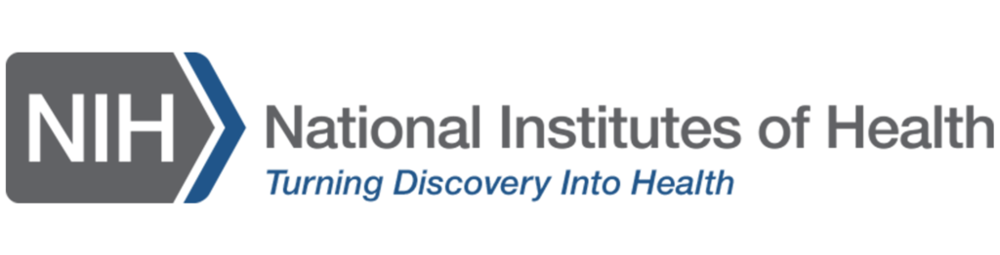 NIH
National Institutes of Health
Turning Discovery Into Health